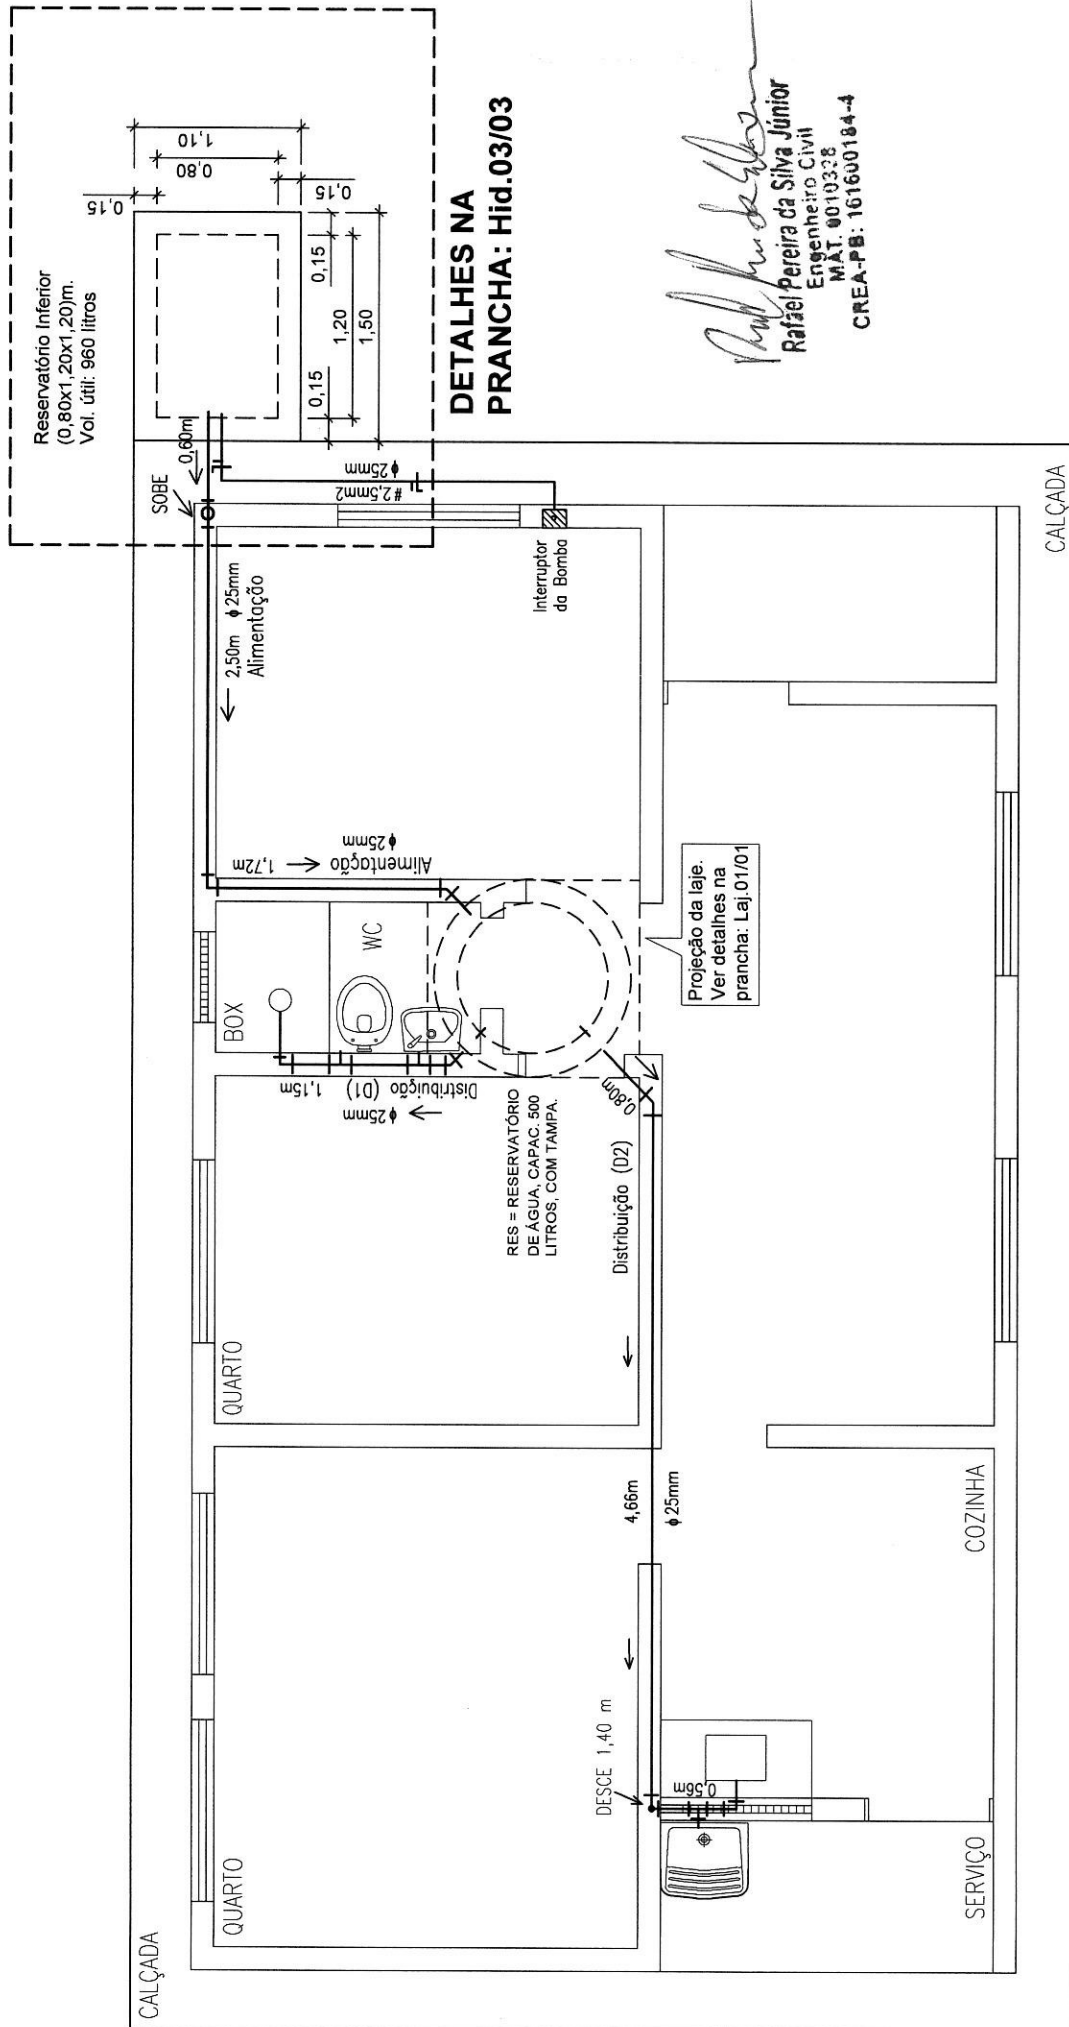 CALÇADA
Reservatório Inferior
(0,80x1,20x1,20)m.
Vol. útil: 960 litros
0,15
0,80
1,10
0,15
0,15
0,15
1,20
1,50
DETALHES NA
PRANCHA: Hid.03/03
SOBE
0,60m
2,50m ϕ25mm
Alimentação
#2,5mm2
ϕ25mm
Interruptor
da Bomba
1,72m
Alimentação
ϕ25mm
BOX
WC
1,15m
Distribuição (D1)
ϕ25mm
RES = RESERVATÓRIO
DE ÁGUA, CAPAC. 500
LITROS, COM TAMPA.
Projeção da laje.
Ver detalhes na
prancha: Laj.01/01
0,80m
Distribuição (D2)
QUARTO
4,66m
ϕ25mm
QUARTO
DESCE 1,40 m
0,56m
COZINHA
SERVIÇO
CALÇADA
Rafael Pereira da Silva Júnior
Engenheiro Civil
MAT. 0010328
CREA-PB: 161600184-4